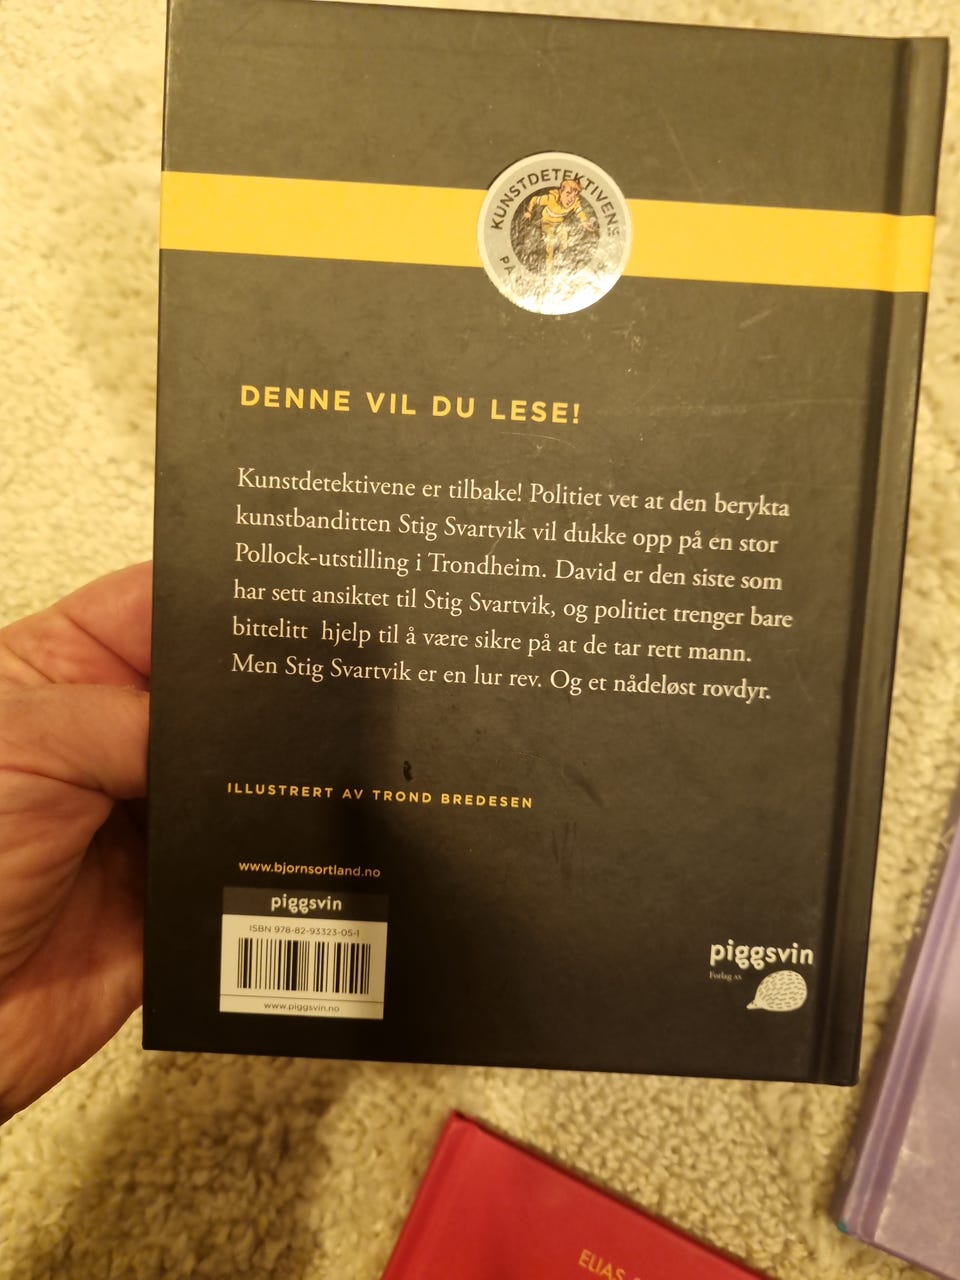 KUNSTDETEKTIVENE
PÅ
DENNE VIL DU LESE!
Kunstdetektivene er tilbake! Politiet vet at den berykta
kunstbanditten Stig Svartvik vil dukke opp på en stor
Pollock-utstilling i Trondheim. David er den siste som
har sett ansiktet til Stig Svartvik, og politiet trenger bare
bittelitt hjelp til å være sikre på at de tar rett mann.
Men Stig Svartvik er en lur rev. Og et nådeløst rovdyr.
ILLUSTRERT AV TROND BREDESEN
www.bjornsortland.no
piggsvin
ISBN 978-82-93323-05-1
www.piggsvin.no
piggsvin
Forlag AS
ELIAS